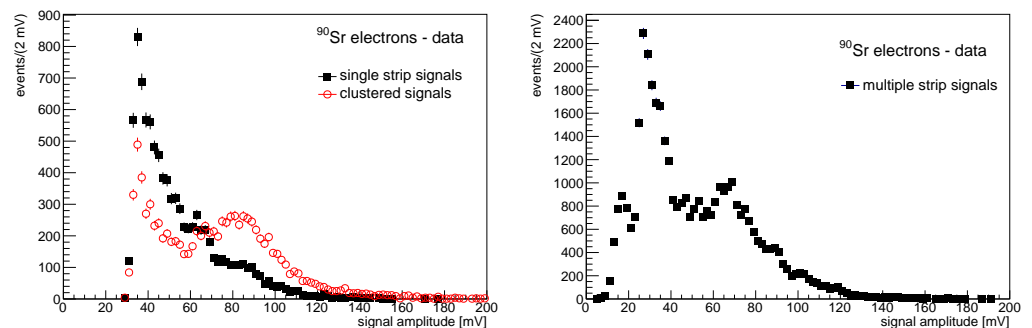 events/(2 mV)
900
800
700
600
500
400
300
200
100
0
0 20 40 60 80 100 120 140 160 180 200
signal amplitude [mV]
⁹⁰Sr electrons - data
single strip signals
clustered signals
events/(2 mV)
2400
2200
2000
1800
1600
1400
1200
1000
800
600
400
200
0
0 20 40 60 80 100 120 140 160 180 200
signal amplitude [mV]
⁹⁰Sr electrons - data
multiple strip signals